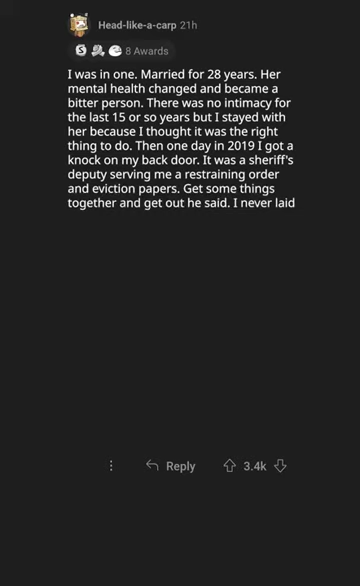 Head-like-a-carp 21h
8 Awards
I was in one. Married for 28 years. Her
mental health changed and became a
bitter person. There was no intimacy for
the last 15 or so years but I stayed with
her because I thought it was the right
thing to do. Then one day in 2019 I got a
knock on my back door. It was a sheriff's
deputy serving me a restraining order
and eviction papers. Get some things
together and get out he said. I never laid
Reply 3.4k